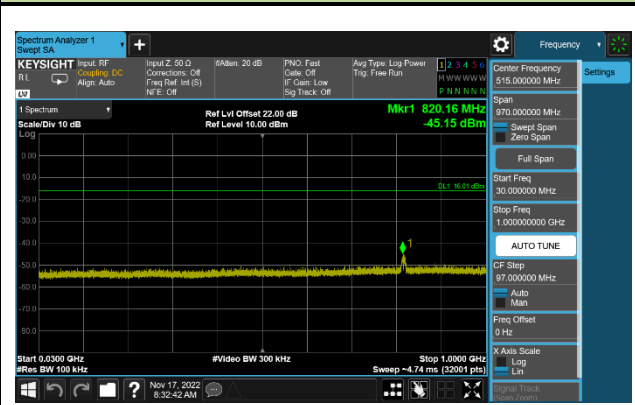 Spectrum Analyzer 1
Swept SA
Frequency
KEYSIGHT
Input: RF
Input Z: 50 Ω
#Atten: 20 dB
PNO: Fast
Avg Type: Log-Power
1 2 3 4 5 6
RL
Coupling: DC
Corrections: Off
Gate: Off
Trig: Free Run
M W W W W W
Align: Auto
Freq Ref: Int (S)
IF Gain: Low
P N N N N N
LXI
NFE: Off
Sig Track: Off
1 Spectrum
Ref Lvl Offset 22.00 dB
Mkr1 820.16 MHz
Scale/Div 10 dB
Ref Level 10.00 dBm
-45.15 dBm
Log
0.00
10.0
DL1 -16.01 dBm
-20.0
-30.0
-40.0
1
-50.0
-60.0
-70.0
80.0
Start 0.0300 GHz
#Video BW 300 kHz
Stop 1.0000 GHz
#Res BW 100 kHz
Sweep ~4.74 ms (32001 pts)
Center Frequency
515.000000 MHz
Settings
Span
970.000000 MHz
Swept Span
Zero Span
Full Span
Start Freq
30.000000 MHz
Stop Freq
1.000000000 GHz
AUTO TUNE
CF Step
97.000000 MHz
Auto
Man
Freq Offset
0 Hz
X Axis Scale
Log
Lin
Signal Track
(Span Zoom)
?
Nov 17, 2022
8:32:42 AM